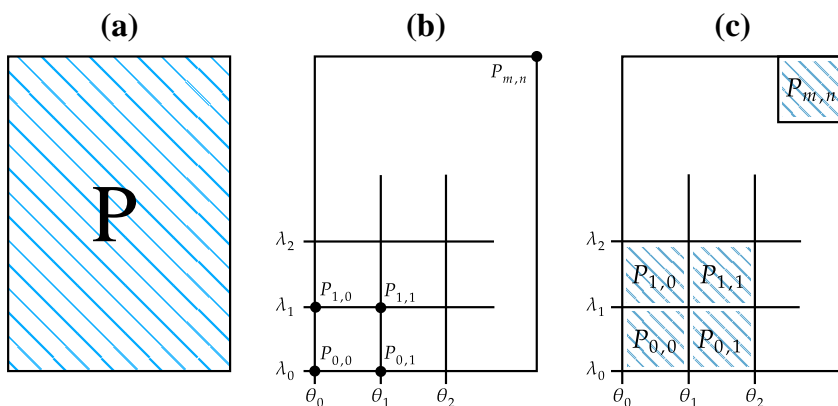 (a) (b) (c)
P
P_{m,n}
λ_2
P_{1,0} P_{1,1}
λ_1
P_{0,0} P_{0,1}
λ_0
θ_0 θ_1 θ_2
P_{m,n}
λ_2
P_{1,0} P_{1,1}
λ_1
P_{0,0} P_{0,1}
λ_0
θ_0 θ_1 θ_2